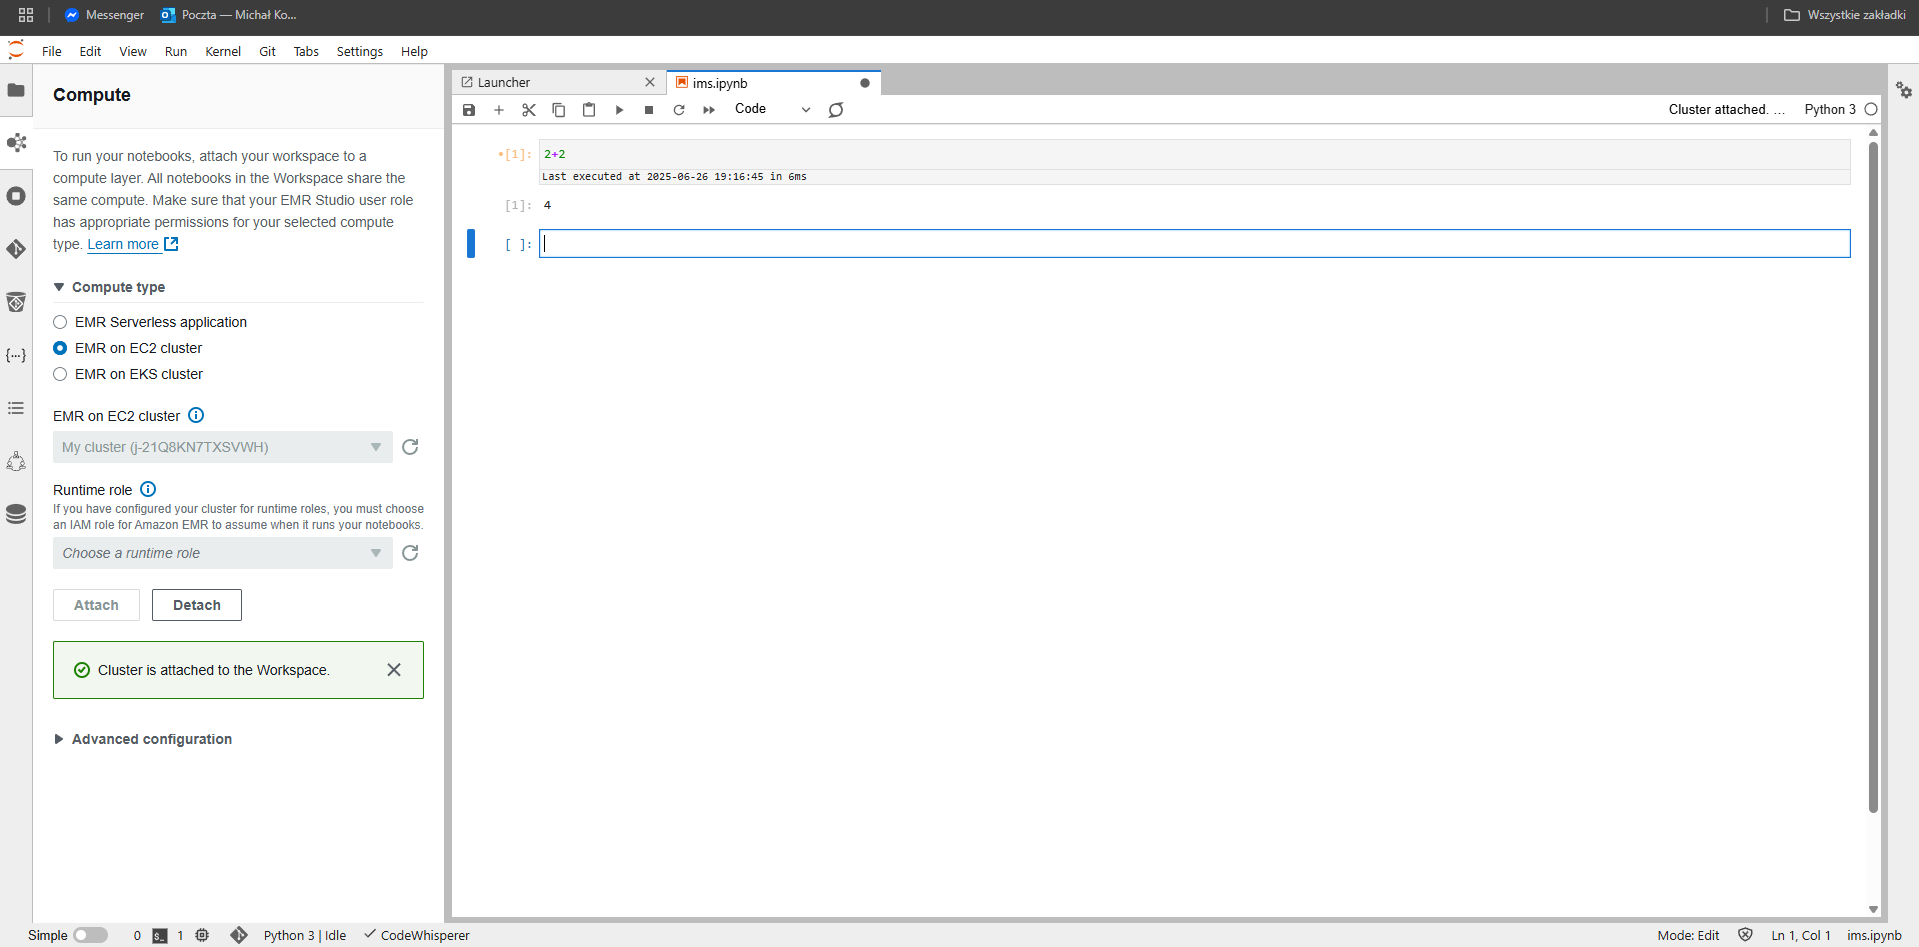 Messenger
Poczta — Michał Ko...
Wszystkie zakładki
File Edit View Run Kernel Git Tabs Settings Help
Compute
To run your notebooks, attach your workspace to a
compute layer. All notebooks in the Workspace share the
same compute. Make sure that your EMR Studio user role
has appropriate permissions for your selected compute
type. Learn more
Compute type
EMR Serverless application
EMR on EC2 cluster
EMR on EKS cluster
EMR on EC2 cluster
My cluster (j-21Q8KN7TXSVWH)
Runtime role
If you have configured your cluster for runtime roles, you must choose
an IAM role for Amazon EMR to assume when it runs your notebooks.
Choose a runtime role
Attach Detach
Cluster is attached to the Workspace.
Advanced configuration
Launcher
ims.ipynb
Code
Cluster attached. ...
Python 3
[1]: 2+2
Last executed at 2025-06-26 19:16:45 in 6ms
[1]: 4
[ ]:
Simple 0 $_ 1 Python 3 | Idle CodeWhisperer
Mode: Edit Ln 1, Col 1 ims.ipynb